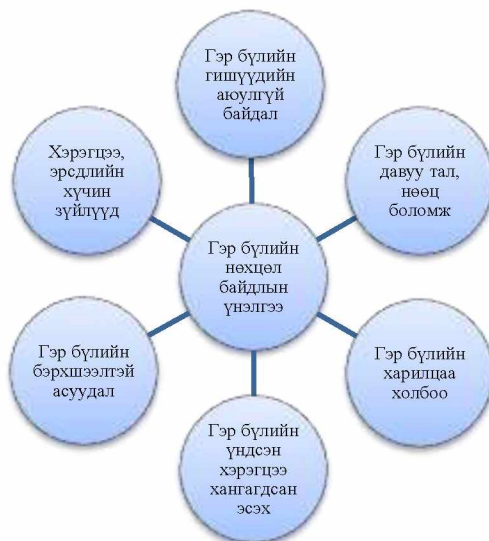 Гэр бүлийн
гишүүдийн
аюулгүй
байдал
Хэрэгцээ,
эрсдлийн
хүчин
зүйлүүд
Гэр бүлийн
давуу тал,
нөөц
боломж
Гэр бүлийн
нөхцөл
байдлын
үнэлгээ
Гэр бүлийн
бэрхшээлтэй
асуудал
Гэр бүлийн
харилцаа
холбоо
Гэр бүлийн
үндсэн
хэрэгцээ
хангагдсан
эсэх